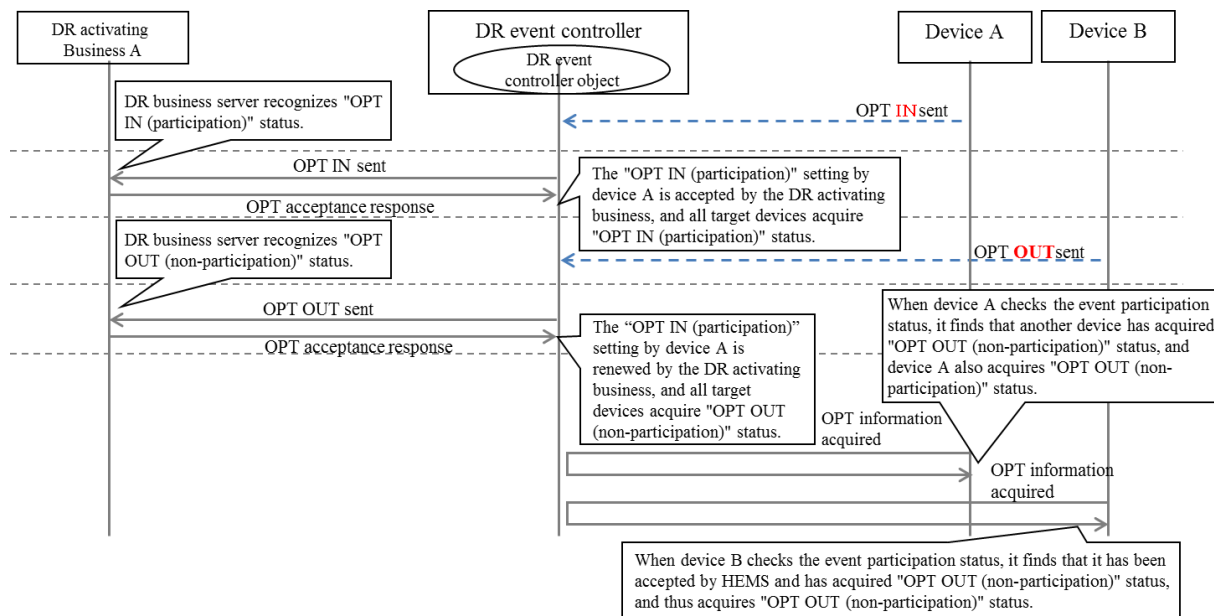 DR activating
Business A
DR event controller
DR event
controller object
Device A
Device B
DR business server recognizes "OPT
IN (participation)" status.
OPT IN sent
OPT IN sent
OPT acceptance response
The "OPT IN (participation)" setting by
device A is accepted by the DR activating
business, and all target devices acquire
"OPT IN (participation)" status.
DR business server recognizes "OPT
OUT (non-participation)" status.
OPT OUT sent
OPT OUT sent
OPT acceptance response
The “OPT IN (participation)”
setting by device A is
renewed by the DR activating
business, and all target
devices acquire "OPT OUT
(non-participation)" status.
When device A checks the event participation
status, it finds that another device has acquired
"OPT OUT (non-participation)" status, and
device A also acquires "OPT OUT (non-
participation)" status.
OPT information
acquired
OPT information
acquired
When device B checks the event participation status, it finds that it has been
accepted by HEMS and has acquired "OPT OUT (non-participation)" status,
and thus acquires "OPT OUT (non-participation)" status.